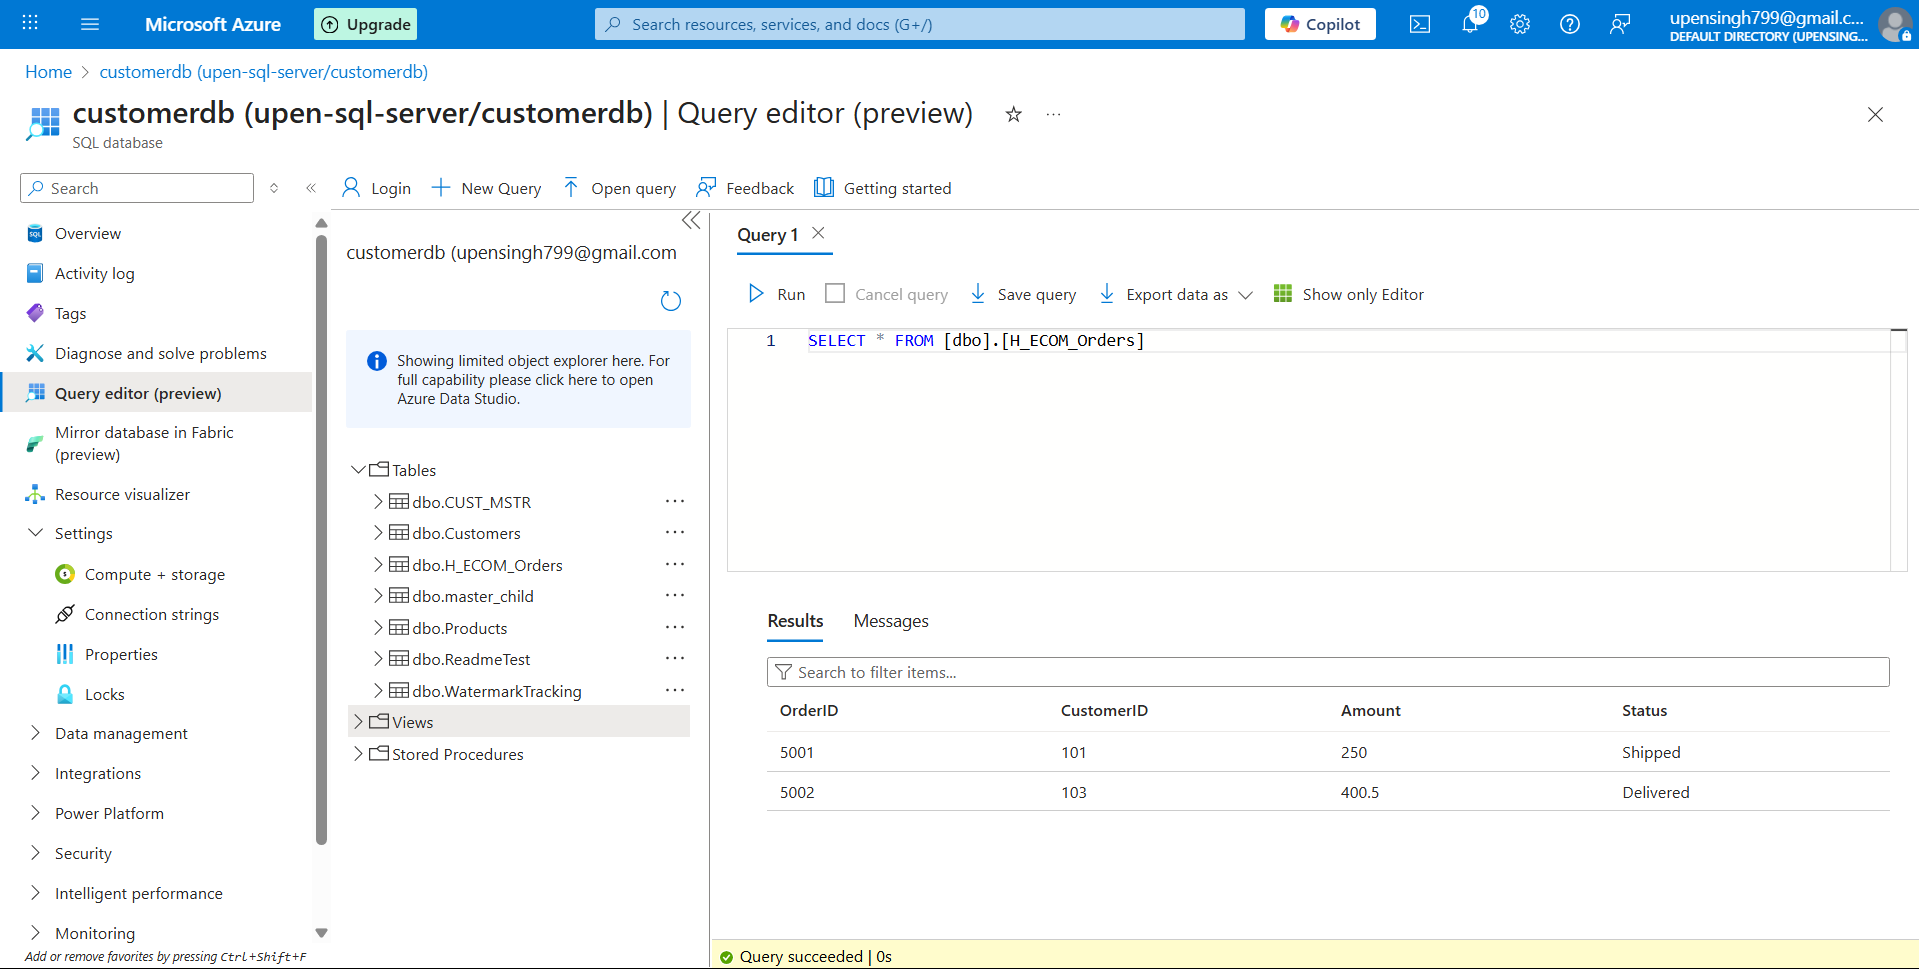 Microsoft Azure
Upgrade
Search resources, services, and docs (G+/)
Copilot
10
upensingh799@gmail.c...
DEFAULT DIRECTORY (UPENSING...
Home > customerdb (upen-sql-server/customerdb)
customerdb (upen-sql-server/customerdb) | Query editor (preview)
...
SQL database
Search
Login
New Query
Open query
Feedback
Getting started
Overview
Activity log
Tags
Diagnose and solve problems
Query editor (preview)
Mirror database in Fabric
(preview)
Resource visualizer
Settings
Compute + storage
Connection strings
Properties
Locks
Data management
Integrations
Power Platform
Security
Intelligent performance
Monitoring
Add or remove favorites by pressing Ctrl+Shift+F
customerdb (upensingh799@gmail.com
Showing limited object explorer here. For
full capability please click here to open
Azure Data Studio.
Tables
dbo.CUST_MSTR ...
dbo.Customers ...
dbo.H_ECOM_Orders ...
dbo.master_child ...
dbo.Products ...
dbo.ReadmeTest ...
dbo.WatermarkTracking ...
Views
Stored Procedures
Query 1
Run
Cancel query
Save query
Export data as
Show only Editor
1 SELECT * FROM [dbo].[H_ECOM_Orders]
Results Messages
Search to filter items...
OrderID CustomerID Amount Status
5001 101 250 Shipped
5002 103 400.5 Delivered
Query succeeded | 0s